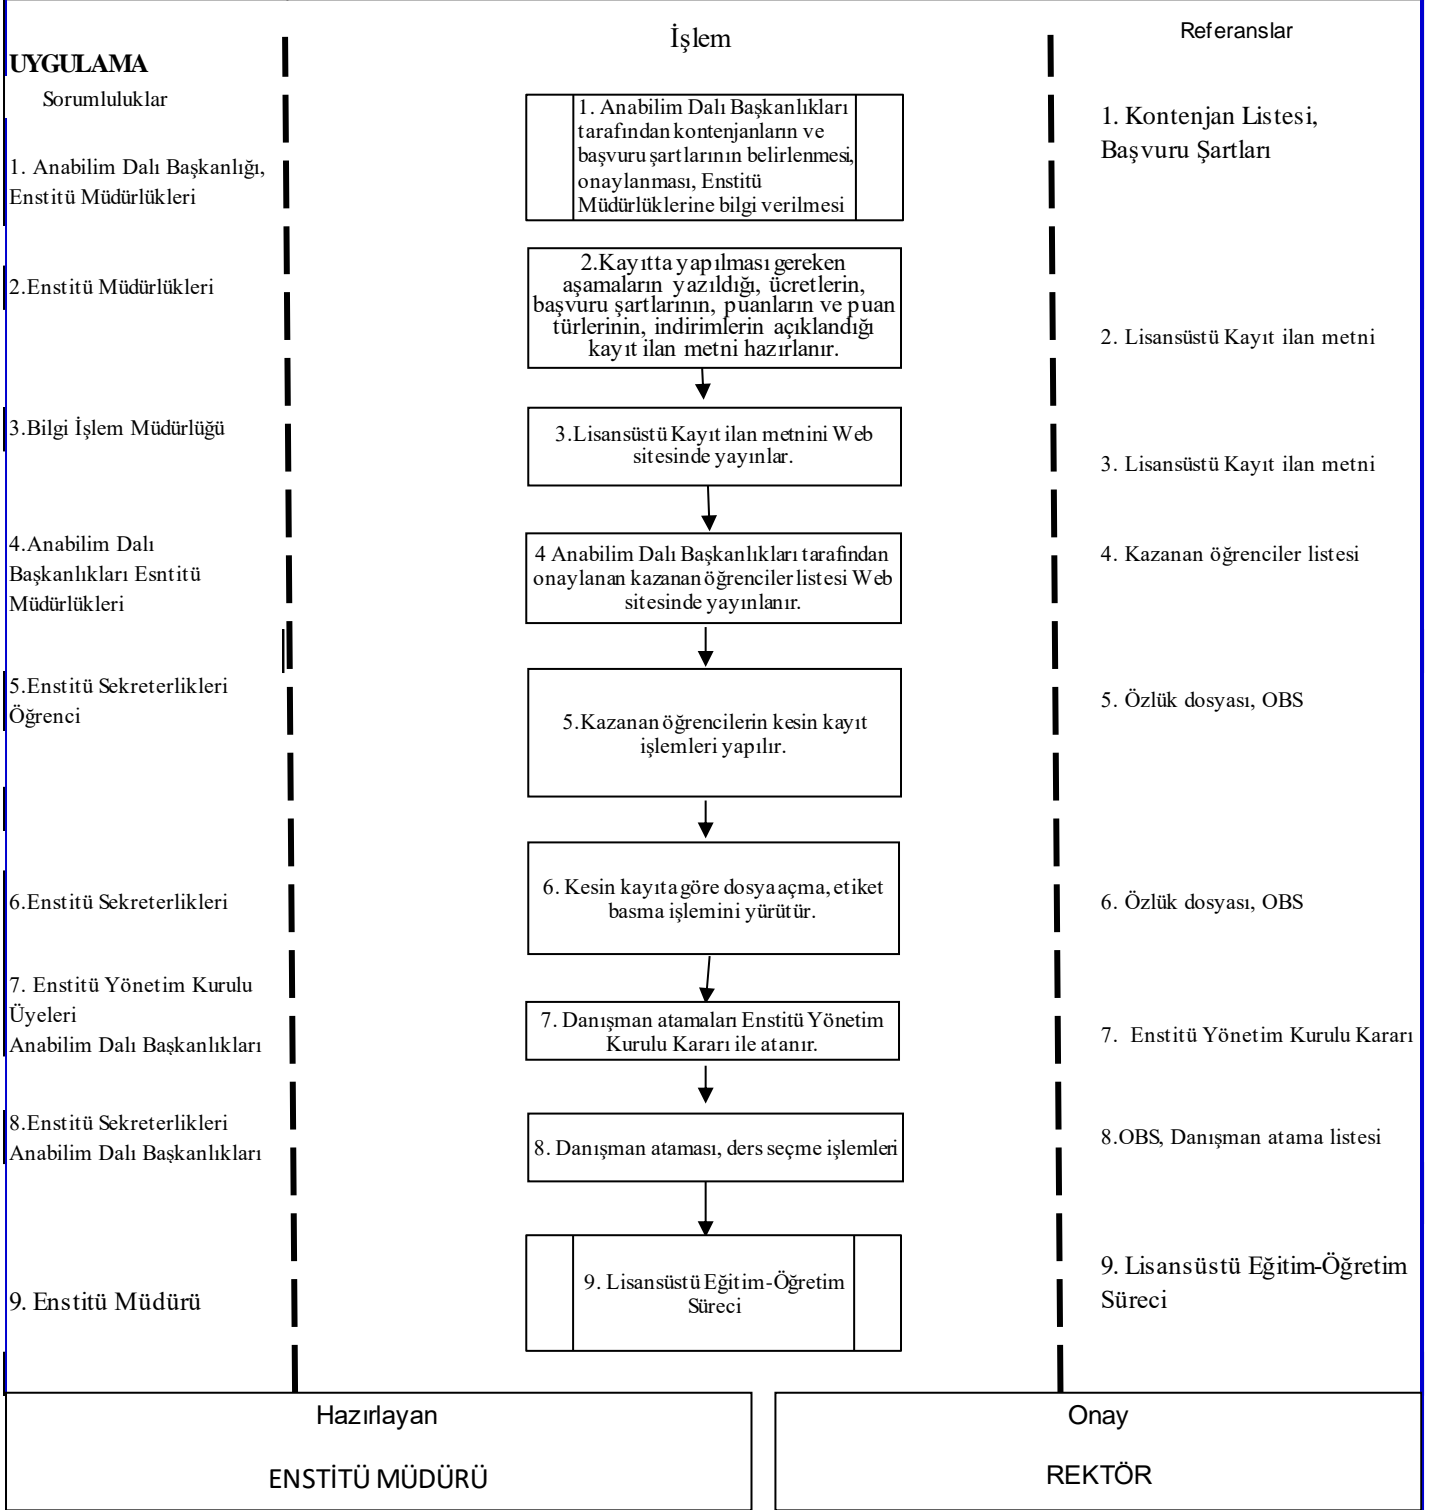 UYGULAMA
Sorumluluklar
1. Anabilim Dalı Başkanlığı,
Enstitü Müdürlükleri
2.Enstitü Müdürlükleri
3.Bilgi İşlem Müdürlüğü
4.Anabilim Dalı
Başkanlıkları Esntitü
Müdürlükleri
5.Enstitü Sekreterlikleri
Öğrenci
6.Enstitü Sekreterlikleri
7. Enstitü Yönetim Kurulu
Üyeleri
Anabilim Dalı Başkanlıkları
8.Enstitü Sekreterlikleri
Anabilim Dalı Başkanlıkları
9. Enstitü Müdürü
İşlem
1. Anabilim Dalı Başkanlıkları
tarafından kontenjanların ve
başvuru şartlarının belirlenmesi,
onaylanması, Enstitü
Müdürlüklerine bilgi verilmesi
2.Kayıtta yapılması gereken
aşamaların yazıldığı, ücretlerin,
başvuru şartlarının, puanların ve puan
türlerinin, indirimlerin açıklandığı
kayıt ilan metni hazırlanır.
3.Lisansüstü Kayıt ilan metnini Web
sitesinde yayınlar.
4 Anabilim Dalı Başkanlıkları tarafından
onaylanan kazanan öğrenciler listesi Web
sitesinde yayınlanır.
5.Kazanan öğrencilerin kesin kayıt
işlemleri yapılır.
6. Kesin kayıta göre dosya açma, etiket
basma işlemini yürütür.
7. Danışman atamaları Enstitü Yönetim
Kurulu Kararı ile atanır.
8. Danışman ataması, ders seçme işlemleri
9. Lisansüstü Eğitim-Öğretim
Süreci
Referanslar
1. Kontenjan Listesi,
Başvuru Şartları
2. Lisansüstü Kayıt ilan metni
3. Lisansüstü Kayıt ilan metni
4. Kazanan öğrenciler listesi
5. Özlük dosyası, OBS
6. Özlük dosyası, OBS
7. Enstitü Yönetim Kurulu Kararı
8.OBS, Danışman atama listesi
9. Lisansüstü Eğitim-Öğretim
Süreci
Hazırlayan
ENSTİTÜ MÜDÜRÜ
Onay
REKTÖR